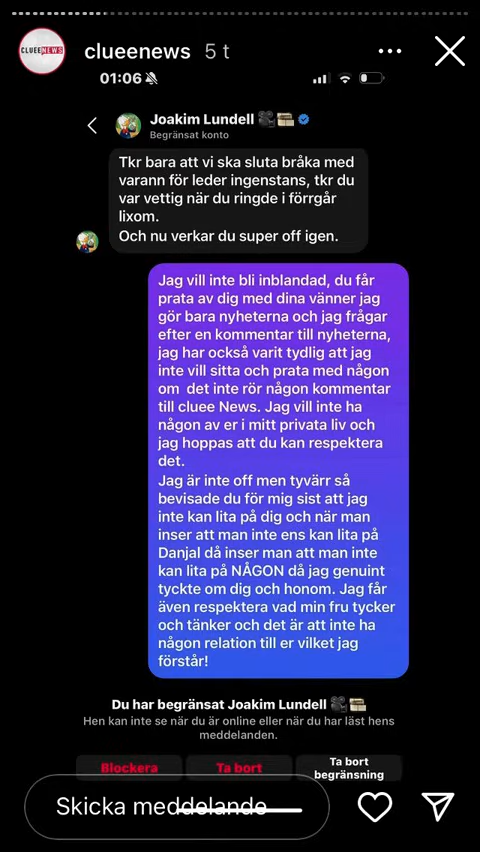 CLUEENEWS
clueenews 5 t
01:06
Joakim Lundell
Begränsat konto
Tkr bara att vi ska sluta bråka med
varann för leder ingenstans, tkr du
var vettig när du ringde i förrgår
lixom.
Och nu verkar du super off igen.
Jag vill inte bli inblandad, du får
prata av dig med dina vänner jag
gör bara nyheterna och jag frågar
efter en kommentar till nyheterna,
jag har också varit tydlig att jag
inte vill sitta och prata med någon
om det inte rör någon kommentar
till cluee News. Jag vill inte ha
någon av er i mitt privata liv och
jag hoppas att du kan respektera
det.
Jag är inte off men tyvärr så
bevisade du för mig sist att jag
inte kan lita på dig och när man
inser att man inte ens kan lita på
Danjal då inser man att man inte
kan lita på NÅGON då jag genuint
tyckte om dig och honom. Jag får
även respektera vad min fru tycker
och tänker och det är att inte ha
någon relation till er vilket jag
förstår!
Du har begränsat Joakim Lundell
Hen kan inte se när du är online eller när du har läst hens
meddelanden.
Blockera
Ta bort
Ta bort
begränsning
Skicka meddelande